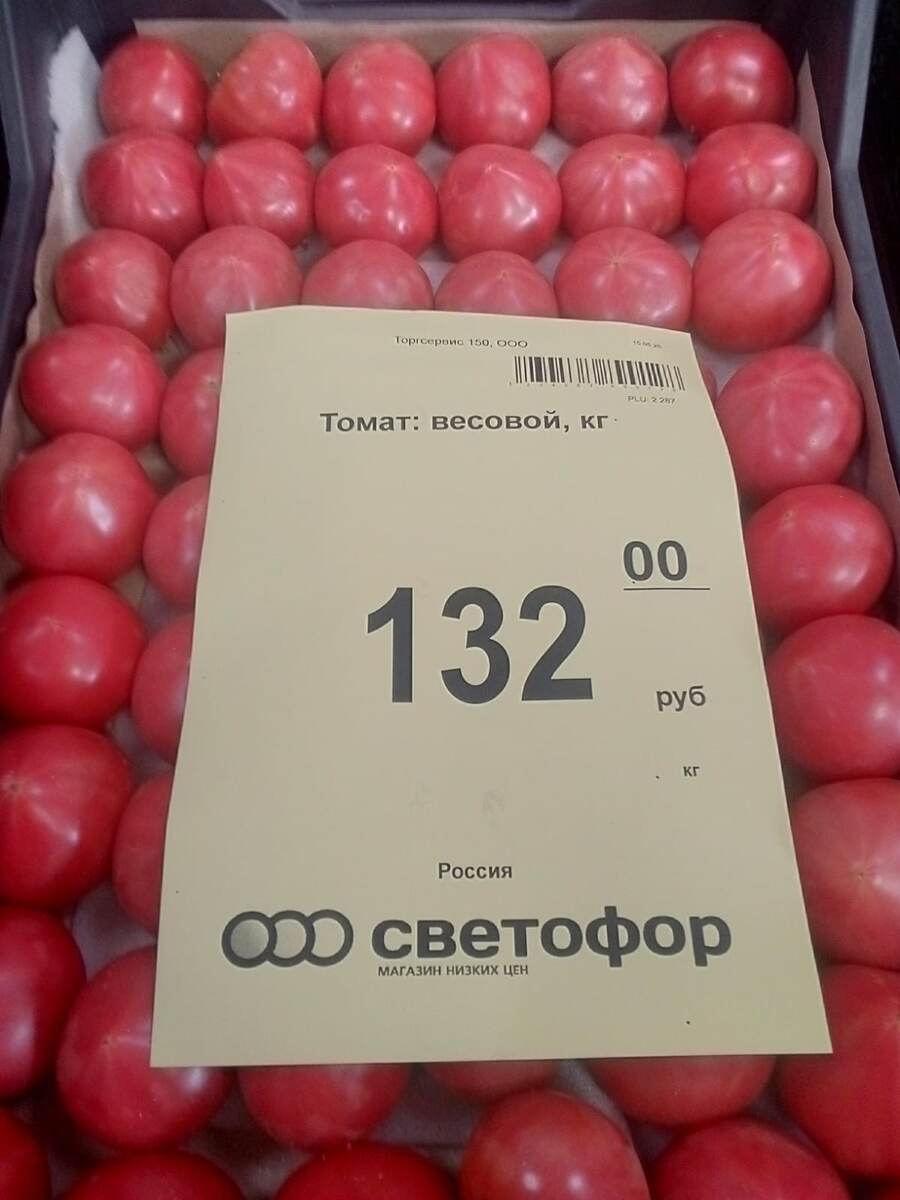 Торгсервис 150, ООО
PLU: 2 287
Томат: весовой, кг
132 00
руб
кг
Россия
светофор
МАГАЗИН НИЗКИХ ЦЕН